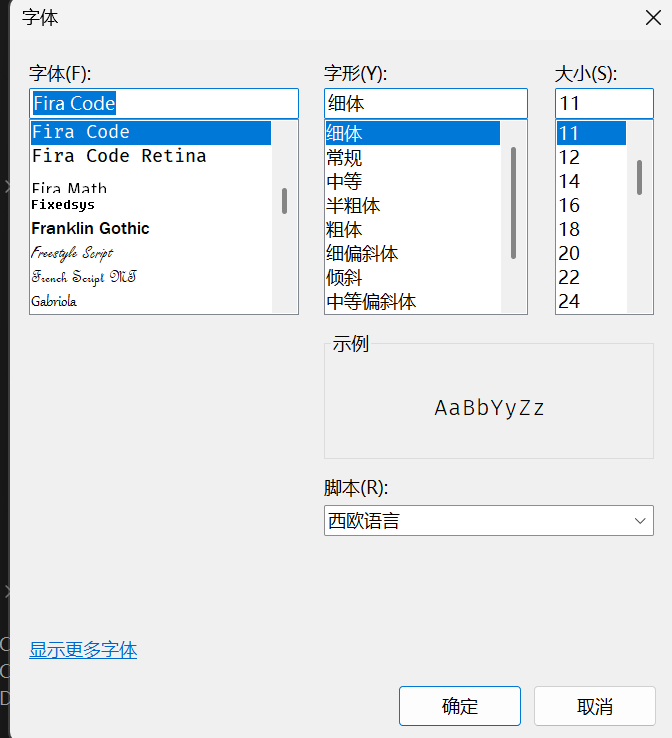 字体
字体(F):
Fira Code
Fira Code
Fira Code Retina
Fira Math
Fixedsys
Franklin Gothic
Freestyle Script
French Script MT
Gabriola
字形(Y):
细体
细体
常规
中等
半粗体
粗体
细偏斜体
倾斜
中等偏斜体
大小(S):
11
11
12
14
16
18
20
22
24
示例
AaBbYyZz
脚本(R):
西欧语言
显示更多字体
确定
取消